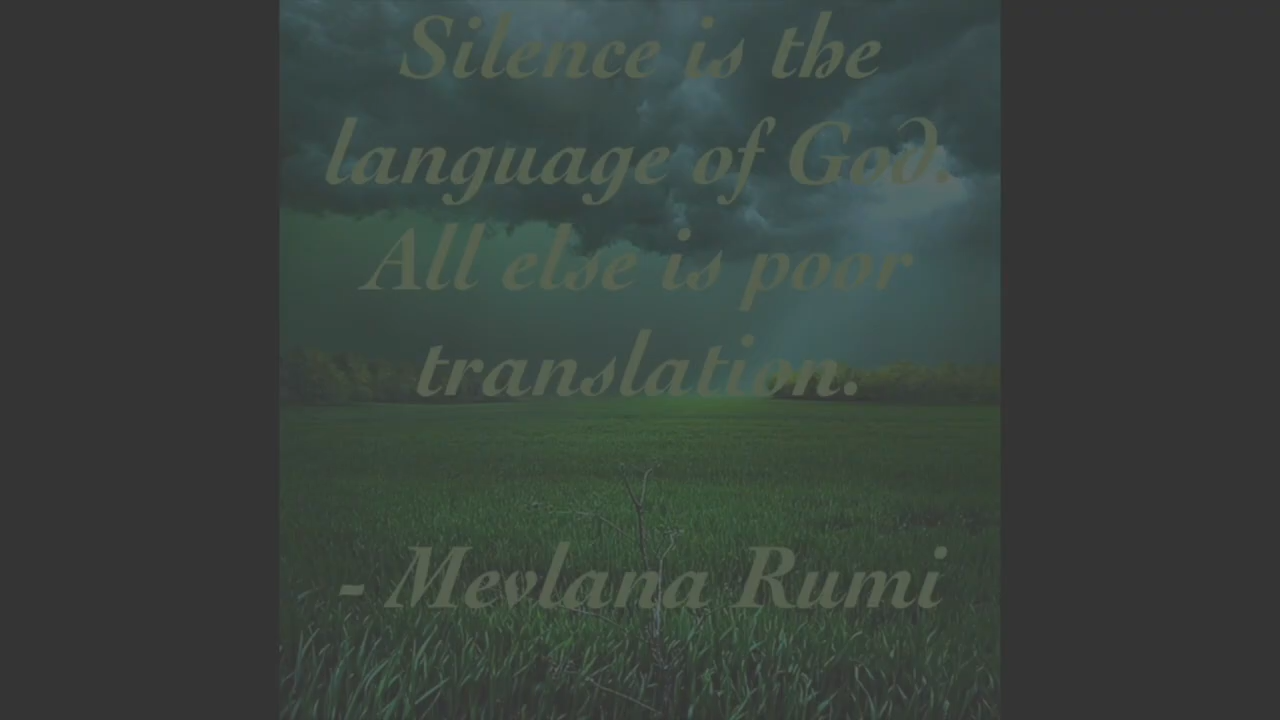 Silence is the
language of God.
All else is poor
translation.
- Mevlana Rumi